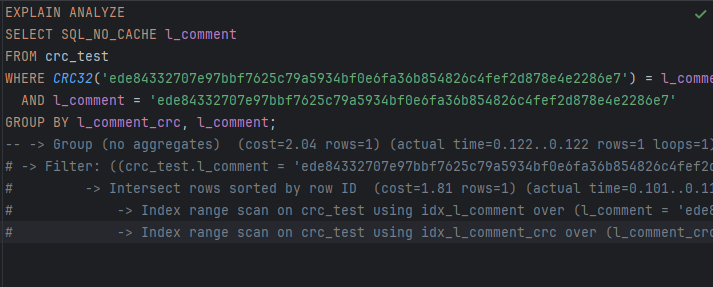 EXPLAIN ANALYZE
SELECT SQL_NO_CACHE l_comment
FROM crc_test
WHERE CRC32('ede84332707e97bbf7625c79a5934bf0e6fa36b854826c4fef2d878e4e2286e7') = l_comme
AND l_comment = 'ede84332707e97bbf7625c79a5934bf0e6fa36b854826c4fef2d878e4e2286e7'
GROUP BY l_comment_crc, l_comment;
-- -> Group (no aggregates)  (cost=2.04 rows=1) (actual time=0.122..0.122 rows=1 loops=1)
# -> Filter: ((crc_test.l_comment = 'ede84332707e97bbf7625c79a5934bf0e6fa36b854826c4fef2
#         -> Intersect rows sorted by row ID  (cost=1.81 rows=1) (actual time=0.101..0.11
#             -> Index range scan on crc_test using idx_l_comment over (l_comment = 'ede8
#             -> Index range scan on crc_test using idx_l_comment_crc over (l_comment_crc